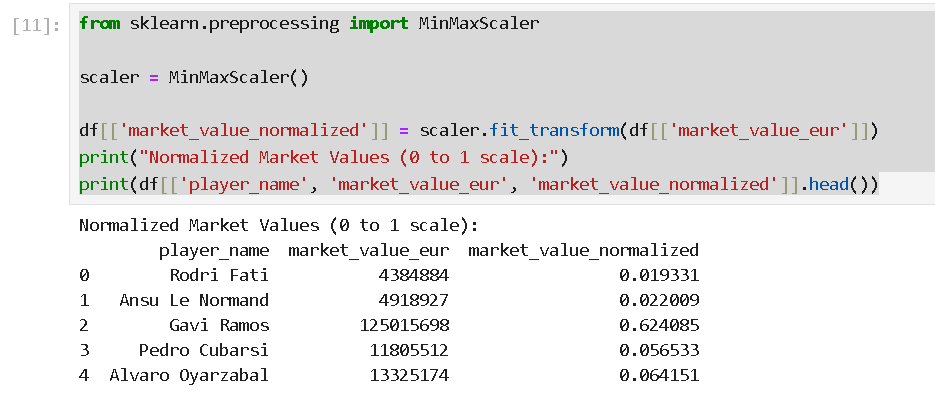 [11]:
from sklearn.preprocessing import MinMaxScaler
scaler = MinMaxScaler()
df[['market_value_normalized']] = scaler.fit_transform(df[['market_value_eur']])
print("Normalized Market Values (0 to 1 scale):")
print(df[['player_name', 'market_value_eur', 'market_value_normalized']].head())
Normalized Market Values (0 to 1 scale):
player_name market_value_eur market_value_normalized
0 Rodri Fati 4384884 0.019331
1 Ansu Le Normand 4918927 0.022009
2 Gavi Ramos 125015698 0.624085
3 Pedro Cubarsi 11805512 0.056533
4 Alvaro Oyarzabal 13325174 0.064151